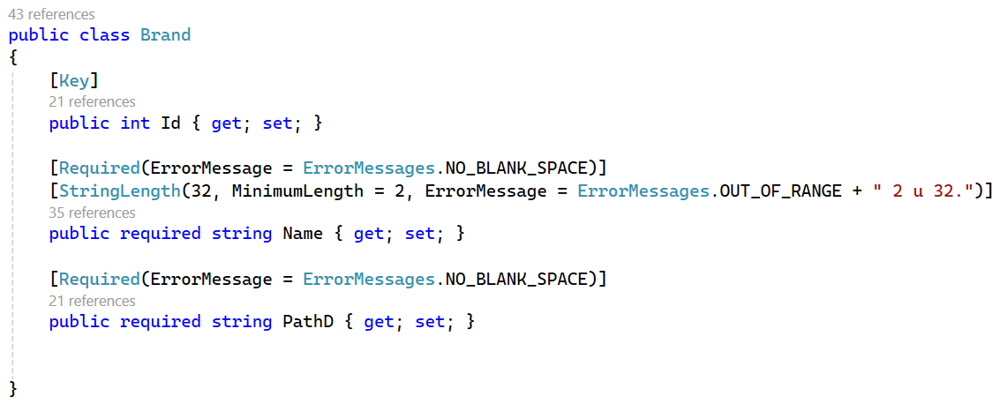 43 references
public class Brand
{
[Key]
21 references
public int Id { get; set; }
[Required(ErrorMessage = ErrorMessages.NO_BLANK_SPACE)]
[StringLength(32, MinimumLength = 2, ErrorMessage = ErrorMessages.OUT_OF_RANGE + " 2 и 32.")]
35 references
public required string Name { get; set; }
[Required(ErrorMessage = ErrorMessages.NO_BLANK_SPACE)]
21 references
public required string PathD { get; set; }
}